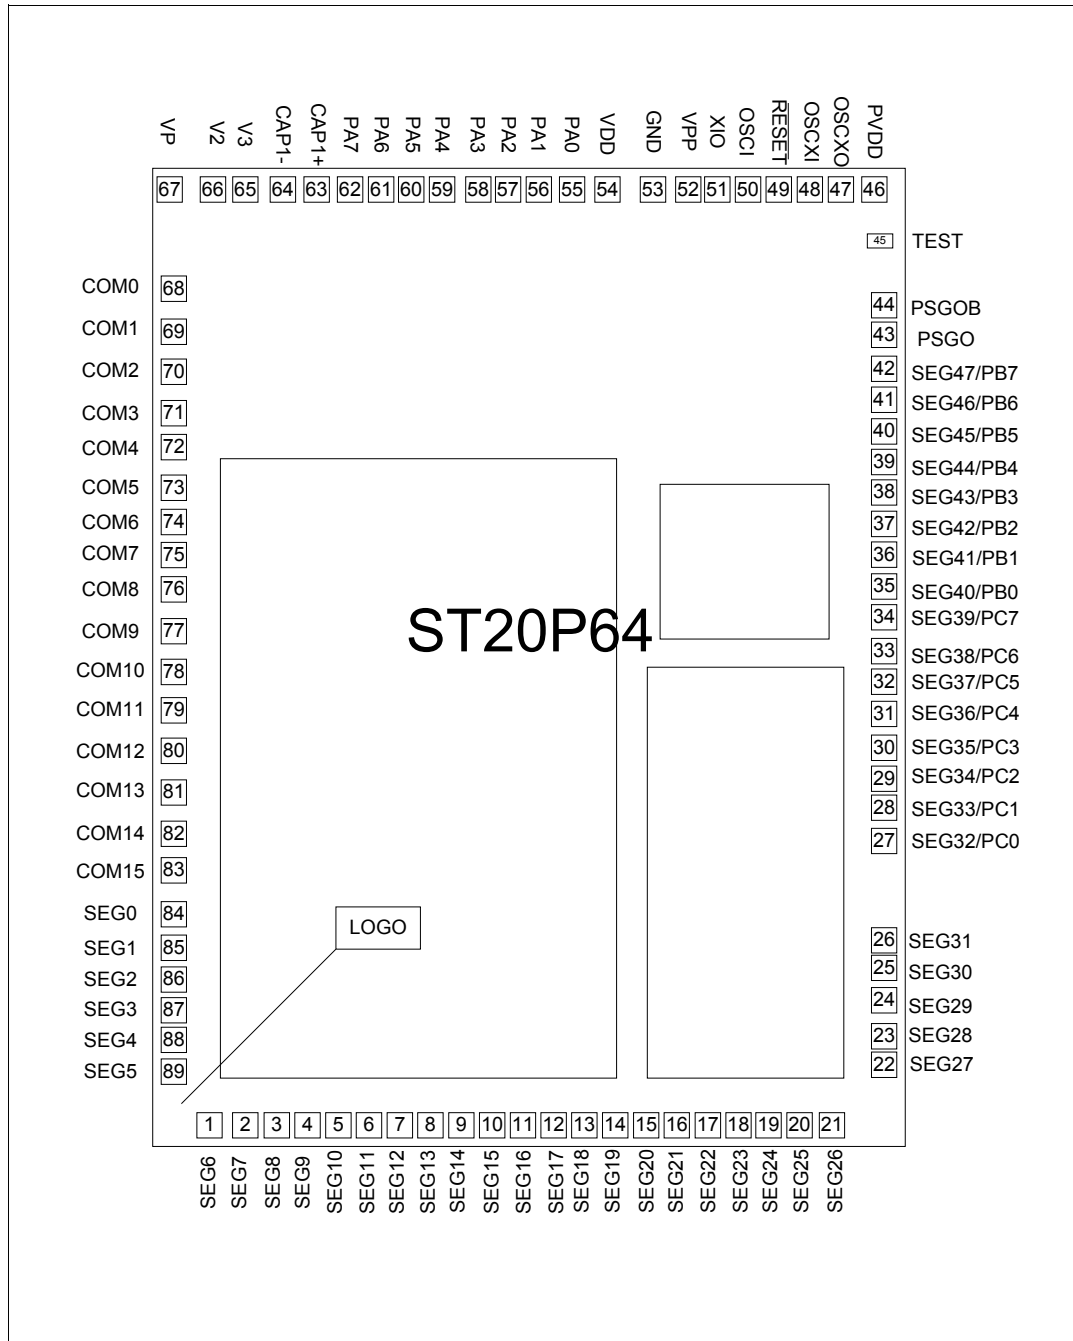 VP
V2
V3
CAP1-
CAP1+
PA7
PA6
PA5
PA4
PA3
PA2
PA1
PA0
VDD
GND
VPP
XIO
OSCI
RESET
OSCXI
OSCXO
PVDD
67 66 65 64 63 62 61 60 59 58 57 56 55 54 53 52 51 50 49 48 47 46
45 TEST
COM0 68
44 PSGOB
COM1 69
43 PSGO
COM2 70
42 SEG47/PB7
41 SEG46/PB6
COM3 71
40 SEG45/PB5
COM4 72
39 SEG44/PB4
COM5 73
38 SEG43/PB3
COM6 74
37 SEG42/PB2
COM7 75
36 SEG41/PB1
COM8 76
35 SEG40/PB0
34 SEG39/PC7
COM9 77
ST20P64
33 SEG38/PC6
COM10 78
32 SEG37/PC5
COM11 79
31 SEG36/PC4
COM12 80
30 SEG35/PC3
29 SEG34/PC2
COM13 81
28 SEG33/PC1
COM14 82
27 SEG32/PC0
COM15 83
SEG0 84
LOGO
26 SEG31
SEG1 85
25 SEG30
SEG2 86
24 SEG29
SEG3 87
23 SEG28
SEG4 88
22 SEG27
SEG5 89
1 2 3 4 5 6 7 8 9 10 11 12 13 14 15 16 17 18 19 20 21
SEG6
SEG7
SEG8
SEG9
SEG10
SEG11
SEG12
SEG13
SEG14
SEG15
SEG16
SEG17
SEG18
SEG19
SEG20
SEG21
SEG22
SEG23
SEG24
SEG25
SEG26